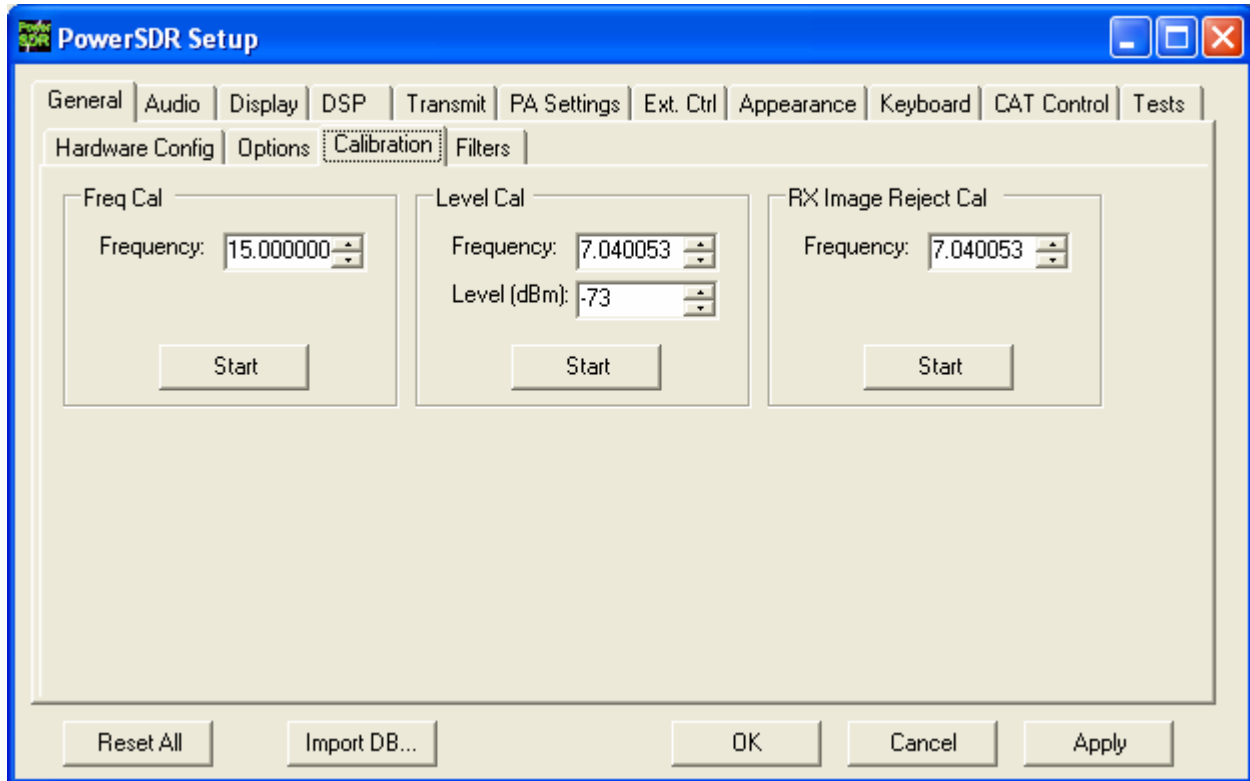 Power SDR PowerSDR Setup
General Audio Display DSP Transmit PA Settings Ext. Ctrl Appearance Keyboard CAT Control Tests
Hardware Config Options Calibration Filters
Freq Cal Level Cal RX Image Reject Cal
Frequency: 15.000000 Frequency: 7.040053 Frequency: 7.040053
Level (dBm): -73
Start Start Start
Reset All Import DB... OK Cancel Apply